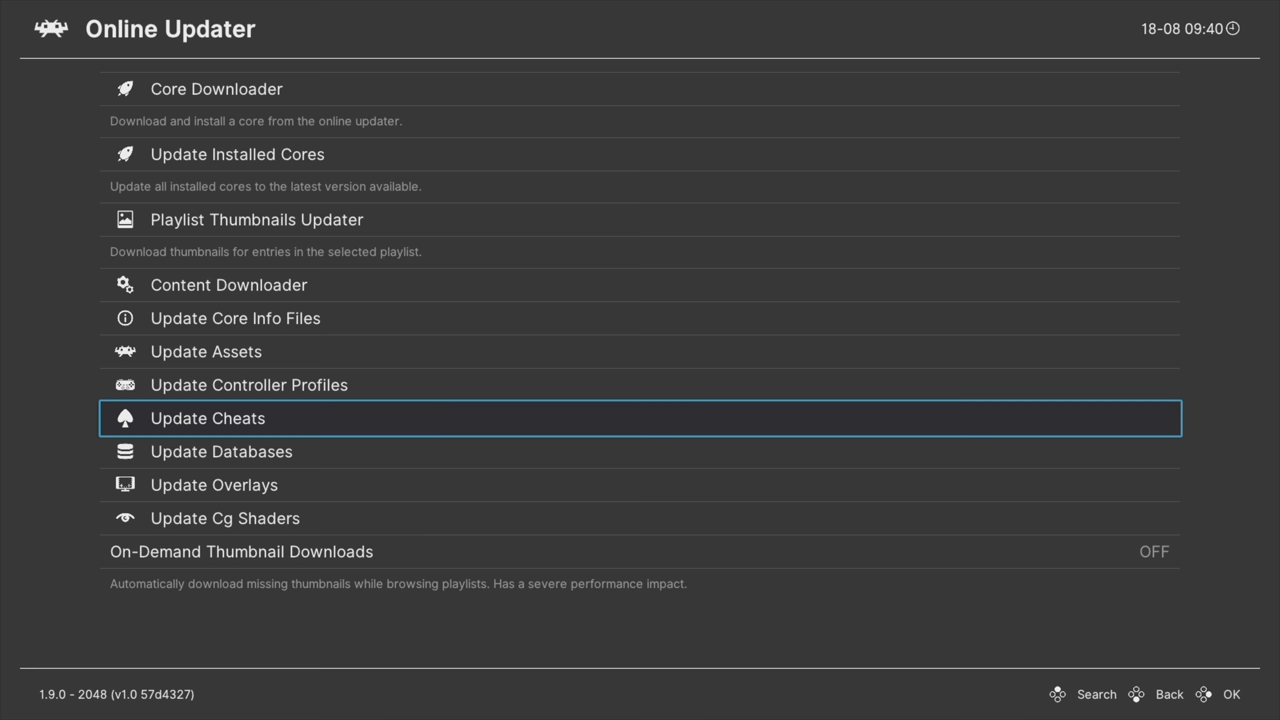 Online Updater
18-08 09:40
Core Downloader
Download and install a core from the online updater.
Update Installed Cores
Update all installed cores to the latest version available.
Playlist Thumbnails Updater
Download thumbnails for entries in the selected playlist.
Content Downloader
Update Core Info Files
Update Assets
Update Controller Profiles
Update Cheats
Update Databases
Update Overlays
Update Cg Shaders
On-Demand Thumbnail Downloads OFF
Automatically download missing thumbnails while browsing playlists. Has a severe performance impact.
1.9.0 - 2048 (v1.0 57d4327)
Search Back OK